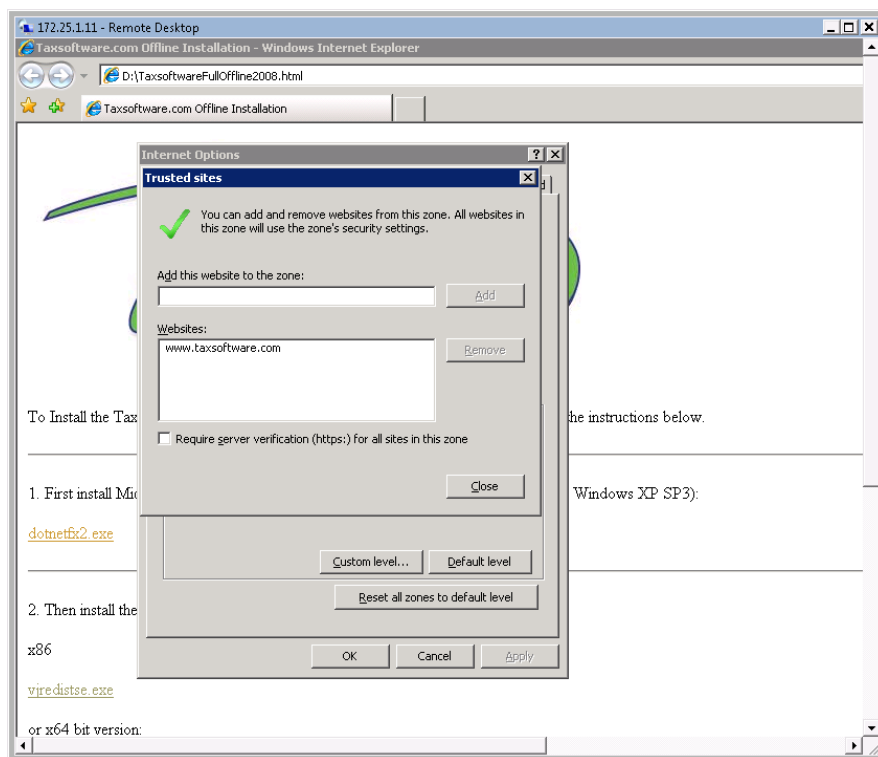 172.25.1.11 - Remote Desktop
Taxsoftware.com Offline Installation - Windows Internet Explorer
D:\TaxsoftwareFullOffline2008.html
Taxsoftware.com Offline Installation
Internet Options
Trusted sites
You can add and remove websites from this zone. All websites in
this zone will use the zone's security settings.
Add this website to the zone:
Add
Websites:
www.taxsoftware.com
Remove
To Install the Tax
he instructions below.
Require server verification (https:) for all sites in this zone
Close
1. First install Mic
Windows XP SP3):
dotnetfix2.exe
Custom level...
Default level
Reset all zones to default level
2. Then install the
x86
OK
Cancel
Apply
vjredistse.exe
or x64 bit version: